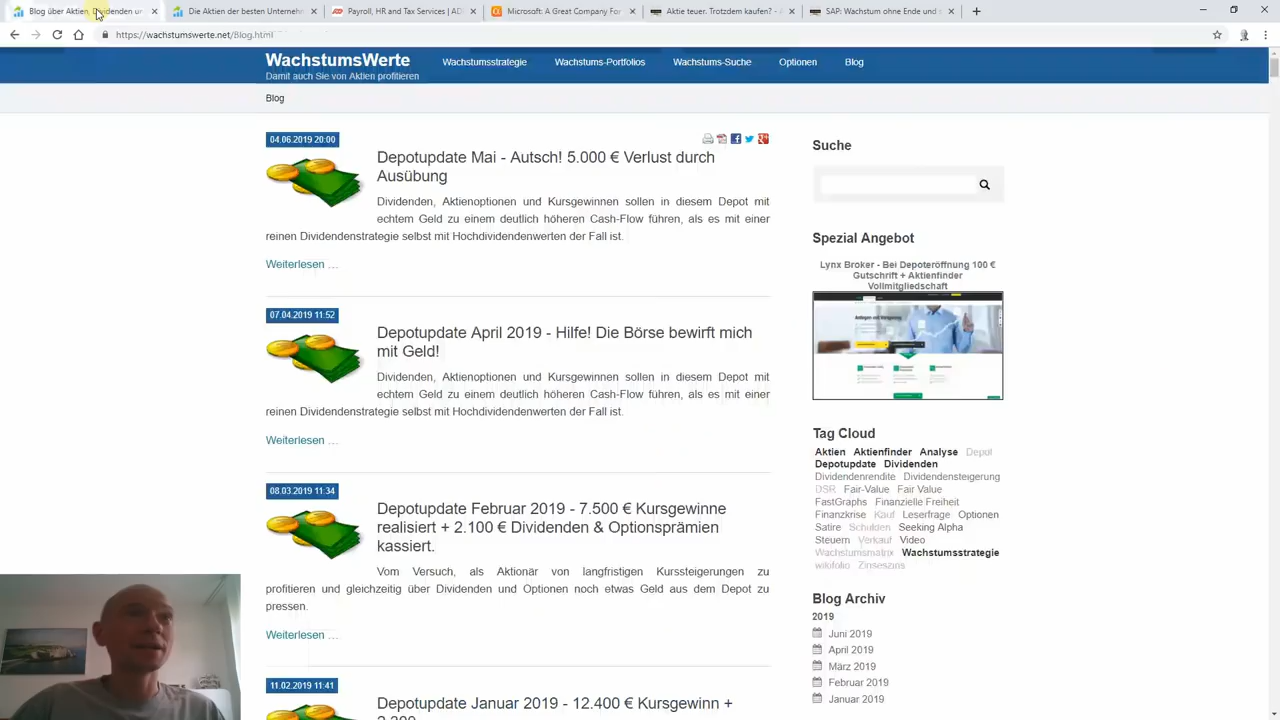 Blog über Aktien, Dividenden un
Die Aktien der besten Unternehm
Payroll, HR and Tax Services | AD
Microsoft: A Great Company For
Aktie teuer. Trotzdem kaufen? - A
SAP: Wachstum ohne Ende und s
https://wachstumswerte.net/Blog.html
WachstumsWerte
Damit auch Sie von Aktien profitieren
Wachstumsstrategie
Wachstums-Portfolios
Wachstums-Suche
Optionen
Blog
Blog
04.06.2019 20:00
Depotupdate Mai - Autsch! 5.000 € Verlust durch
Ausübung
Dividenden, Aktienoptionen und Kursgewinnen sollen in diesem Depot mit
echtem Geld zu einem deutlich höheren Cash-Flow führen, als es mit einer
reinen Dividendenstrategie selbst mit Hochdividendenwerten der Fall ist.
Weiterlesen …
07.04.2019 11:52
Depotupdate April 2019 - Hilfe! Die Börse bewirft mich
mit Geld!
Dividenden, Aktienoptionen und Kursgewinnen sollen in diesem Depot mit
echtem Geld zu einem deutlich höheren Cash-Flow führen, als es mit einer
reinen Dividendenstrategie selbst mit Hochdividendenwerten der Fall ist.
Weiterlesen …
08.03.2019 11:34
Depotupdate Februar 2019 - 7.500 € Kursgewinne
realisiert + 2.100 € Dividenden & Optionsprämien
kassiert.
Vom Versuch, als Aktionär von langfristigen Kurssteigerungen zu
profitieren und gleichzeitig über Dividenden und Optionen noch etwas Geld aus dem Depot zu
pressen.
Weiterlesen …
11.02.2019 11:41
Depotupdate Januar 2019 - 12.400 € Kursgewinn +
Suche
Spezial Angebot
Lynx Broker - Bei Depoteröffnung 100 €
Gutschrift + Aktienfinder
Vollmitgliedschaft
Tag Cloud
Aktien Aktienfinder Analyse Depot
Depotupdate Dividenden
Dividendenrendite Dividendensteigerung
DSR Fair-Value Fair Value
FastGraphs Finanzielle Freiheit
Finanzkrise Kauf Leserfrage Optionen
Satire Schulden Seeking Alpha
Steuern Verkauf Video
Wachstumsmatrix Wachstumsstrategie
wikifolio Zinseszins
Blog Archiv
2019
Juni 2019
April 2019
März 2019
Februar 2019
Januar 2019